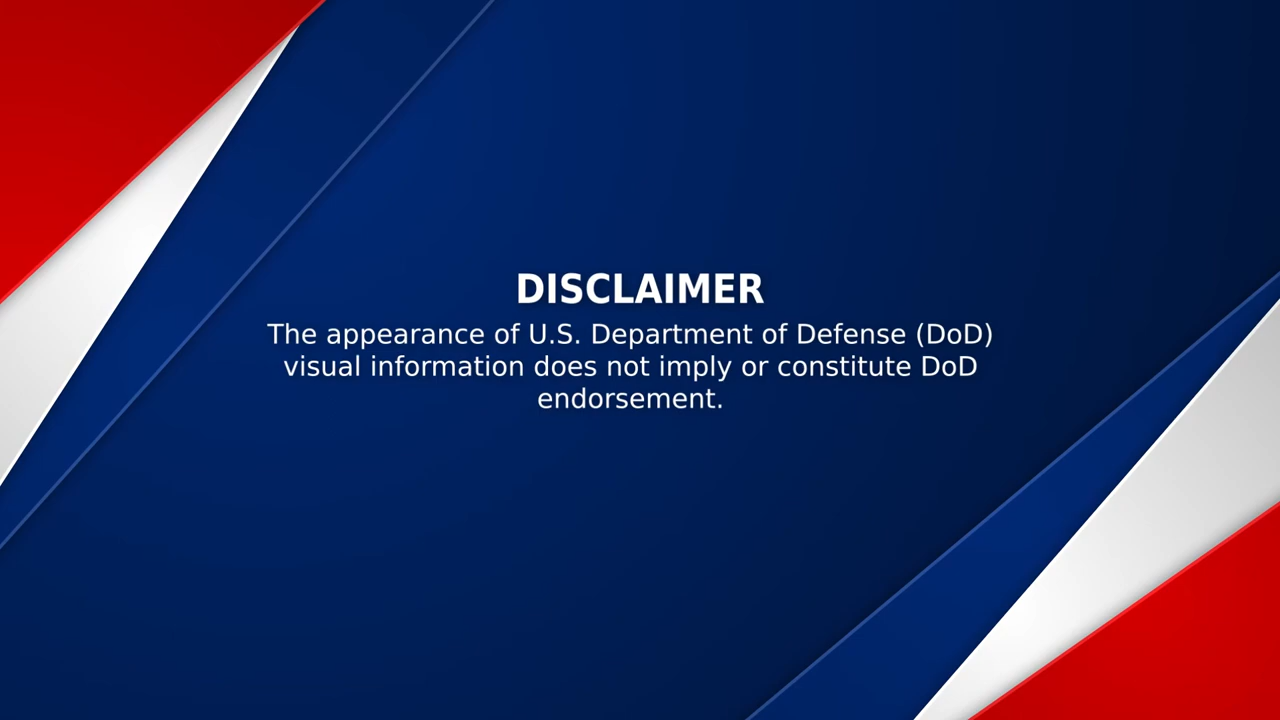 DISCLAIMER
The appearance of U.S. Department of Defense (DoD)
visual information does not imply or constitute DoD
endorsement.